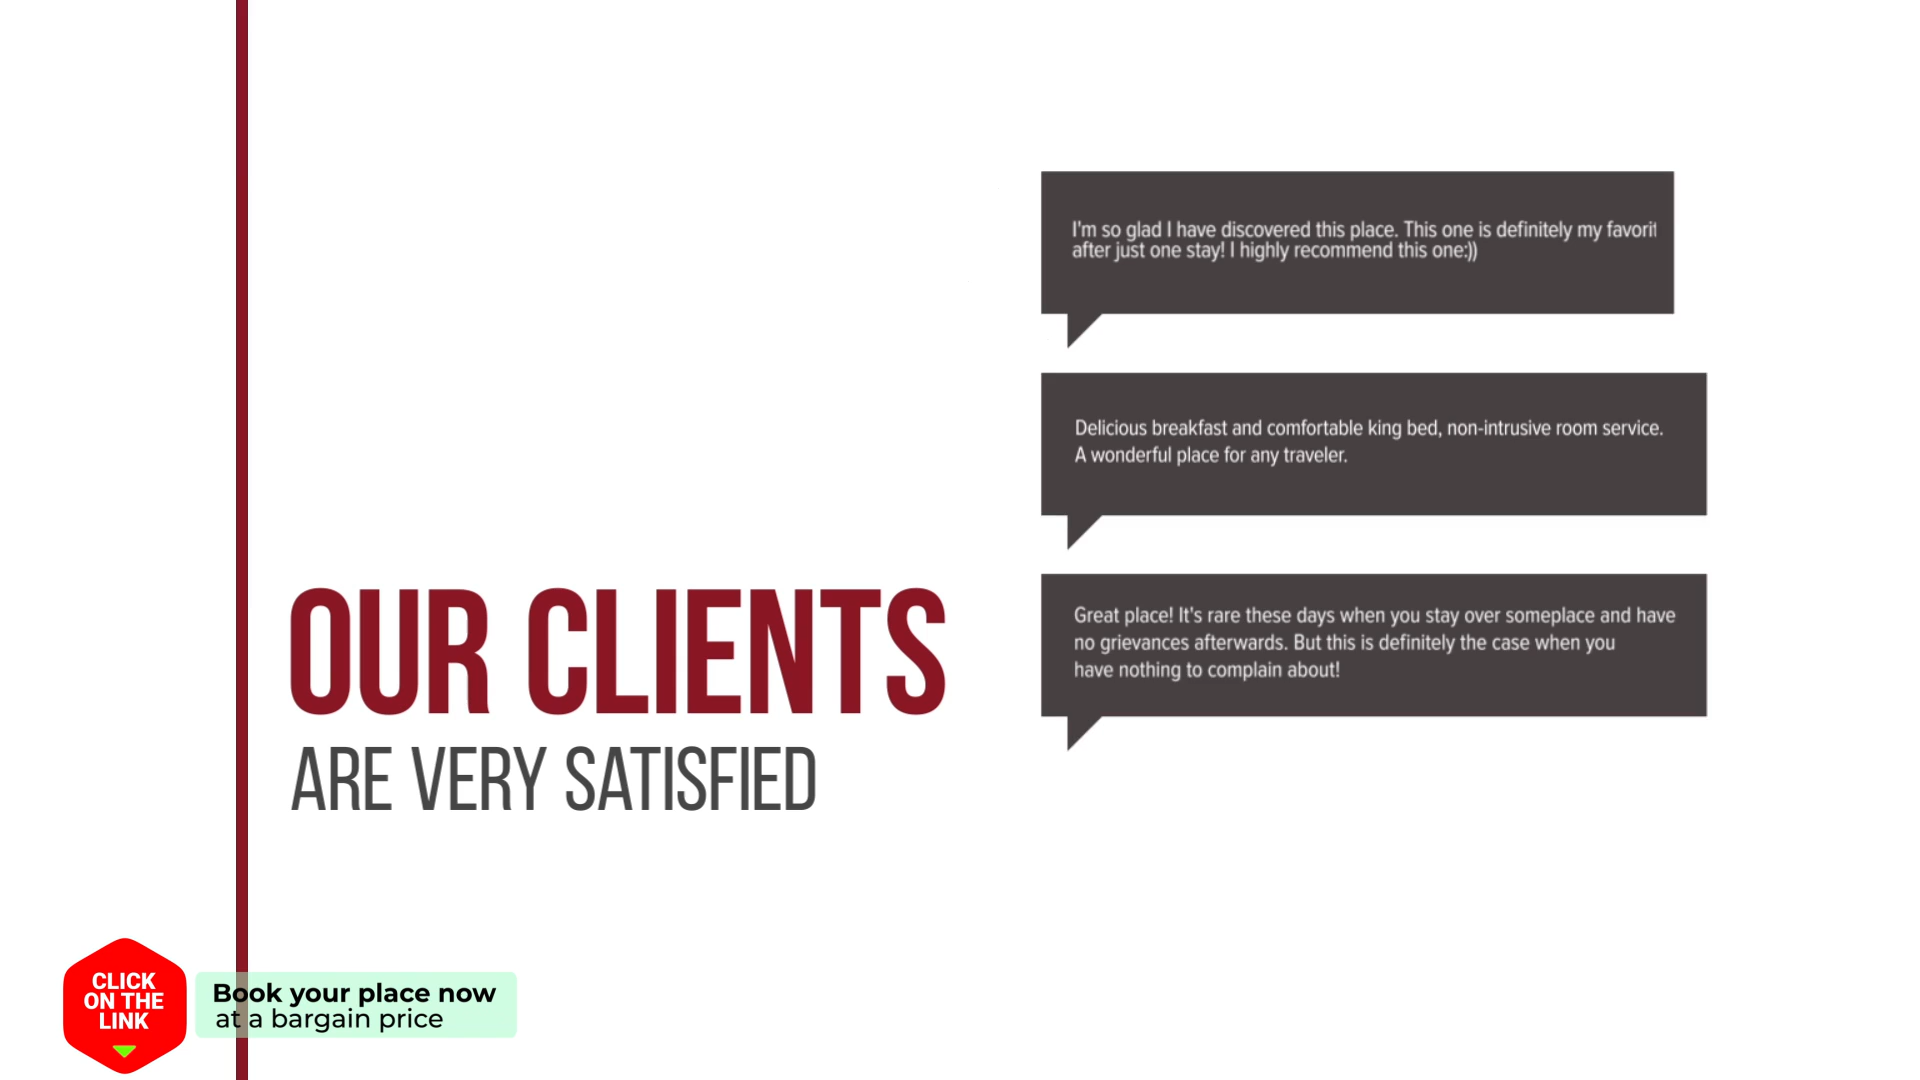 I'm so glad I have discovered this place. This one is definitely my favorit
after just one stay! I highly recommend this one:))
Delicious breakfast and comfortable king bed, non-intrusive room service.
A wonderful place for any traveler.
Great place! It's rare these days when you stay over someplace and have
no grievances afterwards. But this is definitely the case when you
have nothing to complain about!
OUR CLIENTS
ARE VERY SATISFIED
CLICK
ON THE
LINK
Book your place now
at a bargain price